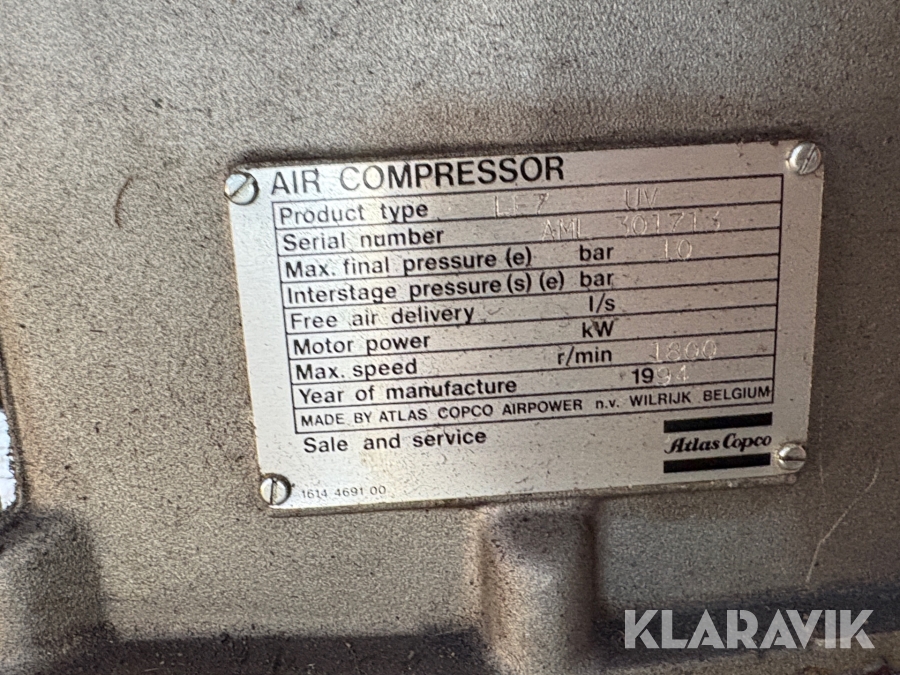 AIR COMPRESSOR
Product type UV
Serial number AML 301713
Max. final pressure (e) bar 10
Interstage pressure (s) (e) bar
Free air delivery l/s
Motor power kW
Max. speed r/min 1800
Year of manufacture 1994
MADE BY ATLAS COPCO AIRPOWER n.v. WILRIJK BELGIUM
Sale and service
Atlas Copco
1614 4691 00
KLARAVIK